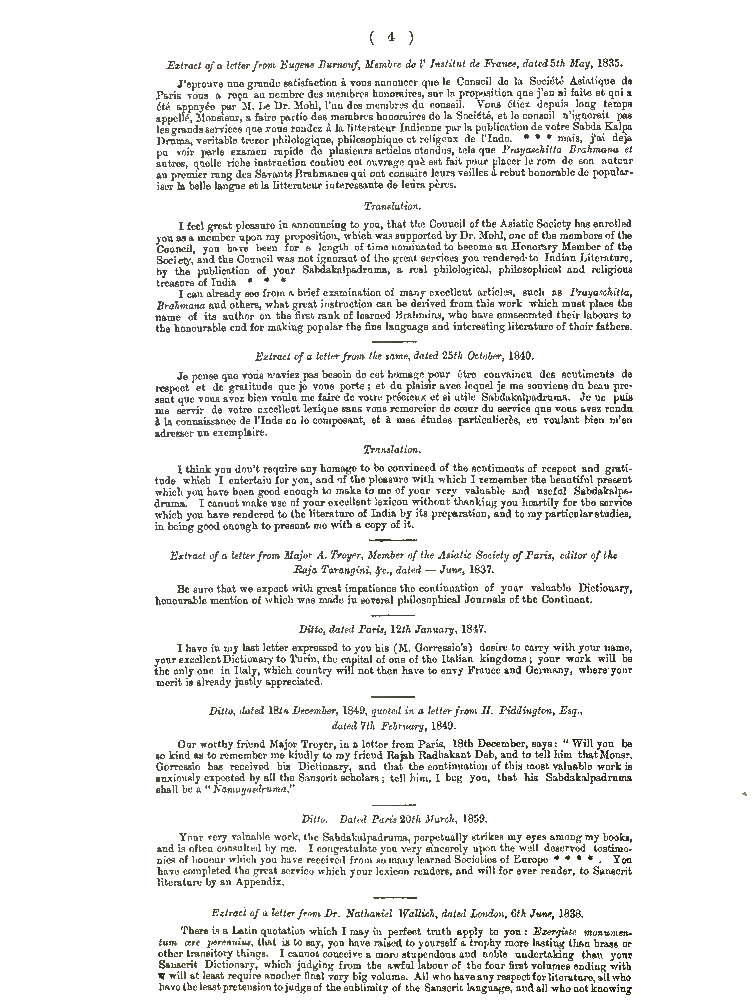 ( 4 )
Extract of a letter from Eugene Burnouf, Membre de l' Institut de France, dated 5th May, 1835.
J'eprouve une grande satisfaction à vous annoncer que le Conseil de la Société Asiatique de
Paris vous a reçu au nembre des membres honoraires, sur la proposition que j'en ai faite et qui a
été appuyée par M. Le Dr. Mohl, l'un des membres du conseil. Vous étiez depuis long temps
appellé, Monsieur, a faire partie des membres honoraires de la Société, et le conseil n'ignorait pas
les grands services que vous rendez à la litterateur Indienne par la publication de votre Sabda Kalpa
Druma, veritable tresor philologique, philosophique et religeux de l'Inde. * * * mais, j'ai deja
pu voir parle examen rapide de plusieurs articles etendus, tels que Prayaschitta Brahmana et
autres, quelle riche instruction contien cet ouvrage què est fait pour placer le rom de son auteur
au premier rang des Savants Brahmanes qui ont consaire leurs veilles à rebut honorable de popular-
iser la belle langue et la litterateur interessante de leurs pères.
Translation.
I feel great pleasure in announcing to you, that the Council of the Asiatic Society has enrolled
you as a member upon my proposition, which was supported by Dr. Mohl, one of the members of the
Council, you have been for a length of time nominated to become an Honorary Member of the
Society, and the Council was not ignorant of the great services you rendered to Indian Literature,
by the publication of your Sabdakalpadruma, a real philological, philosophical and religious
treasure of India * * *
I can already see from a brief examination of many excellent articles, such as Prayaschitta,
Brahmana and others, what great instruction can be derived from this work which must place the
name of its author on the first rank of learned Brahmins, who have consecrated their labours to
the honourable end for making popular the fine language and interesting literature of their fathers.
Extract of a letter from the same, dated 25th October, 1840.
Je pense que vous n'aviez pas besoin de cet homage pour être convaincu des sentiments de
respect et de gratitude que je vous porte ; et du plaisir avec lequel je me souviens du beau pre-
sent que vous avez bien voulu me faire de votre précieux et si utile Sabdakalpadruma. Je ne puis
me servir de votre excellent lexique sans vous remercier de cœur du service que vous avez rendu
à la connaissance de l'Inde en le composant, et à mes études particulierès, en voulant bien m'en
adresser un exemplaire.
Translation.
I think you don't require any homage to be convinced of the sentiments of respect and grati-
tude which I entertain for you, and of the pleasure with which I remember the beautiful present
which you have been good enough to make to me of your very valuable and useful Sabdakalpa-
druma. I cannot make use of your excellent lexicon without thanking you heartily for the service
which you have rendered to the literature of India by its preparation, and to my particular studies,
in being good enough to present me with a copy of it.
Extract of a letter from Major A. Troyer, Member of the Asiatic Society of Paris, editor of the
Raja Tarangini, &c., dated — June, 1837.
Be sure that we expect with great impatience the continuation of your valuable Dictionary,
honourable mention of which was made in several philosophical Journals of the Continent.
Ditto, dated Paris, 12th January, 1847.
I have in my last letter expressed to you his (M. Gorressio's) desire to carry with your name,
your excellent Dictionary to Turin, the capital of one of the Italian kingdoms ; your work will be
the only one in Italy, which country will not then have to envy France and Germany, where your
merit is already justly appreciated.
Ditto, dated 18th December, 1849, quoted in a letter from H. Piddington, Esq.,
dated 7th February, 1849.
Our worthy friend Major Troyer, in a letter from Paris, 18th December, says : " Will you be
so kind as to remember me kindly to my friend Rajah Radhakant Deb, and to tell him that Monsr.
Gorressio has received his Dictionary, and that the continuation of this most valuable work is
anxiously expected by all the Sanscrit scholars ; tell him, I beg you, that his Sabdakalpadruma
shall be a "
Ditto. Dated Paris 20th March, 1859.
Your very valuable work, the Sabdakalpadruma, perpetually strikes my eyes among my books,
and is often consulted by me. I congratulate you very sincerely upon the well deserved testimo-
nies of honour which you have received from so many learned Societies of Europe * * * * . You
have completed the great service which your lexicon renders, and will for ever render, to Sanscrit
literature by an Appendix.
Extract of a letter from Dr. Nathaniel Wallich, dated London, 6th June, 1838.
There is a Latin quotation which I may in perfect truth apply to you : Exergiste monumen-
tum ære perennius, that is to say, you have raised to yourself a trophy more lasting than brass or
other transitory things. I cannot conceive a more stupendous and noble undertaking than your
Sanscrit Dictionary, which judging from the awful labour of the four first volumes ending with
will at least require another final very big volume. All who have any respect for literature, all who
have the least pretension to judge of the sublimity of the Sanscrit language, and all who not knowing